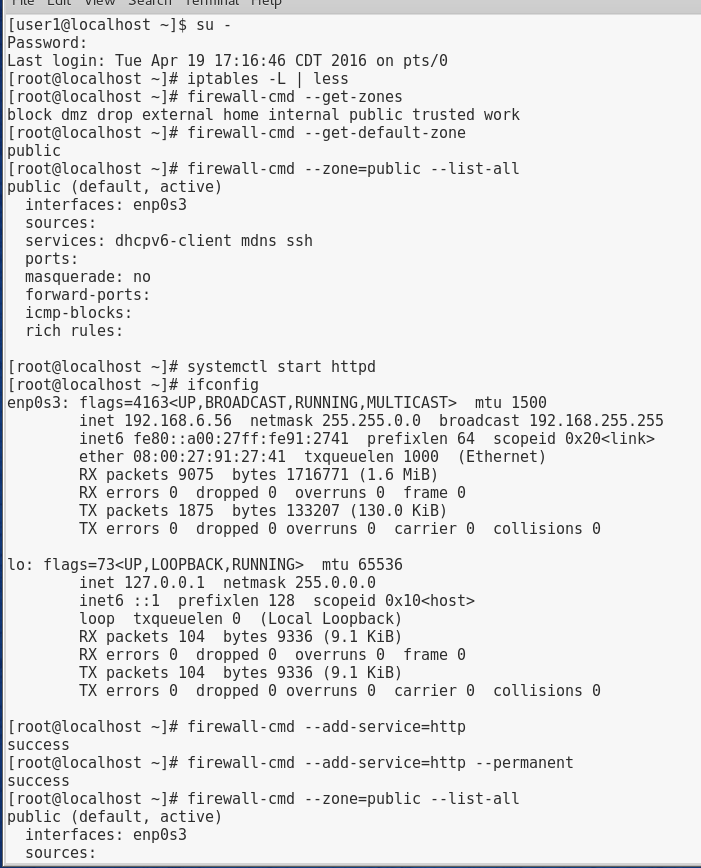 File Edit View Search Terminal Help
[user1@localhost ~]$ su -
Password:
Last login: Tue Apr 19 17:16:46 CDT 2016 on pts/0
[root@localhost ~]# iptables -L | less
[root@localhost ~]# firewall-cmd --get-zones
block dmz drop external home internal public trusted work
[root@localhost ~]# firewall-cmd --get-default-zone
public
[root@localhost ~]# firewall-cmd --zone=public --list-all
public (default, active)
  interfaces: enp0s3
  sources:
  services: dhcpv6-client mdns ssh
  ports:
  masquerade: no
  forward-ports:
  icmp-blocks:
  rich rules:
[root@localhost ~]# systemctl start httpd
[root@localhost ~]# ifconfig
enp0s3: flags=4163<UP,BROADCAST,RUNNING,MULTICAST>  mtu 1500
        inet 192.168.6.56  netmask 255.255.0.0  broadcast 192.168.255.255
        inet6 fe80::a00:27ff:fe91:2741  prefixlen 64  scopeid 0x20<link>
        ether 08:00:27:91:27:41  txqueuelen 1000  (Ethernet)
        RX packets 9075  bytes 1716771 (1.6 MiB)
        RX errors 0  dropped 0  overruns 0  frame 0
        TX packets 1875  bytes 133207 (130.0 KiB)
        TX errors 0  dropped 0 overruns 0  carrier 0  collisions 0
lo: flags=73<UP,LOOPBACK,RUNNING>  mtu 65536
        inet 127.0.0.1  netmask 255.0.0.0
        inet6 ::1  prefixlen 128  scopeid 0x10<host>
        loop  txqueuelen 0  (Local Loopback)
        RX packets 104  bytes 9336 (9.1 KiB)
        RX errors 0  dropped 0  overruns 0  frame 0
        TX packets 104  bytes 9336 (9.1 KiB)
        TX errors 0  dropped 0 overruns 0  carrier 0  collisions 0
[root@localhost ~]# firewall-cmd --add-service=http
success
[root@localhost ~]# firewall-cmd --add-service=http --permanent
success
[root@localhost ~]# firewall-cmd --zone=public --list-all
public (default, active)
  interfaces: enp0s3
  sources: